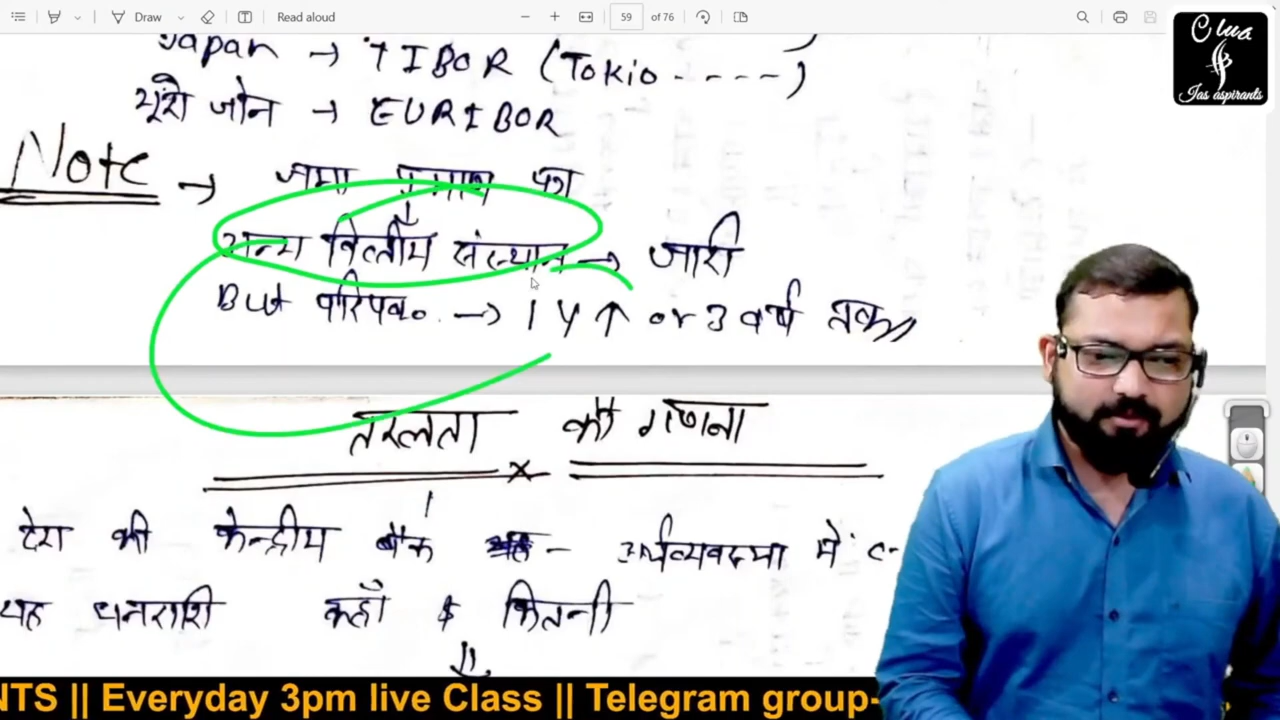 Draw
Read aloud
59 of 76
Clua
Ias aspirants
Japan → TIBOR (Tokio - - - -)
यूरो जोन → EURIBOR
Note → जमा प्रमाण का
अन्य वित्तीय संस्थान → जारी
But परिपक्व० → 1 Y ↑ or 3 वर्ष तक
तरलता की गणना
देश की केन्द्रीय बैंक - अर्थव्यवस्था में
यह धनराशि कहाँ & कितनी
NTS || Everyday 3pm live Class || Telegram group-